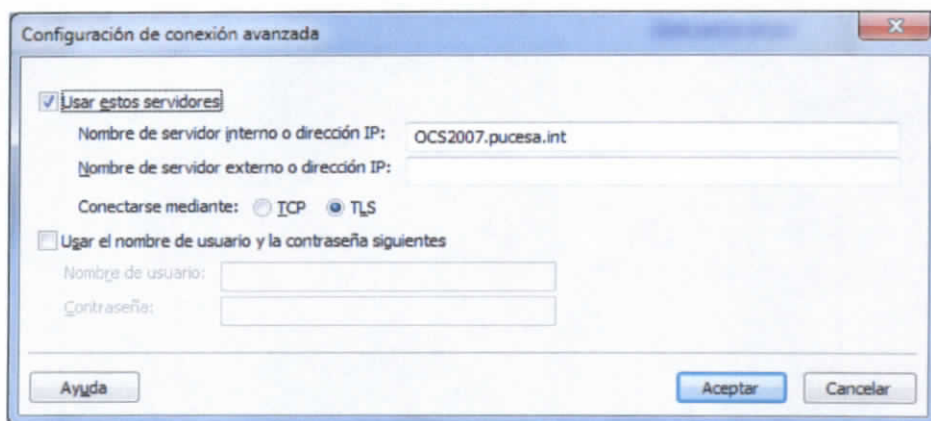 Configuración de conexión avanzada
Usar estos servidores
Nombre de servidor interno o dirección IP: OCS2007.pucesa.int
Nombre de servidor externo o dirección IP:
Conectarse mediante: TCP TLS
Usar el nombre de usuario y la contraseña siguientes
Nombre de usuario:
Contraseña:
Ayuda Aceptar Cancelar